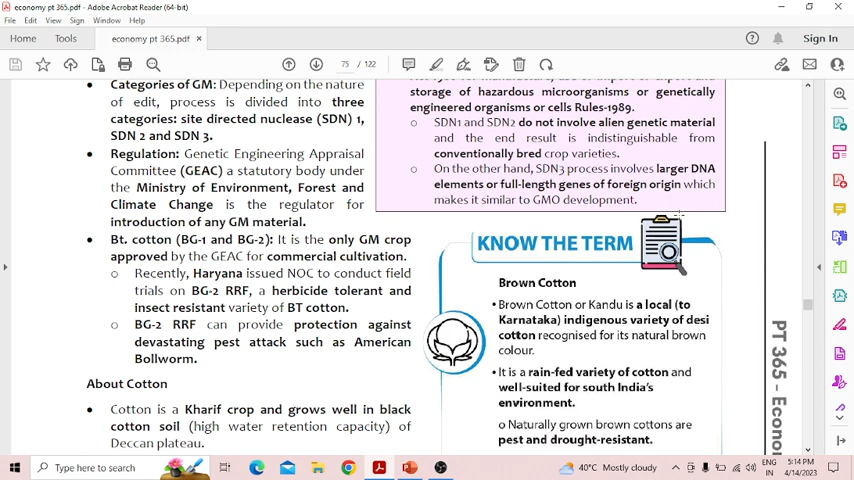 economy pt 365.pdf - Adobe Acrobat Reader (64-bit)
File Edit View Sign Window Help
Home Tools economy pt 365.pdf × Sign In
75 / 122
• Categories of GM: Depending on the nature
of edit, process is divided into three
categories: site directed nuclease (SDN) 1,
SDN 2 and SDN 3.
• Regulation: Genetic Engineering Appraisal
Committee (GEAC) a statutory body under
the Ministry of Environment, Forest and
Climate Change is the regulator for
introduction of any GM material.
• Bt. cotton (BG-1 and BG-2): It is the only GM crop
approved by the GEAC for commercial cultivation.
o Recently, Haryana issued NOC to conduct field
trials on BG-2 RRF, a herbicide tolerant and
insect resistant variety of BT cotton.
o BG-2 RRF can provide protection against
devastating pest attack such as American
Bollworm.
About Cotton
• Cotton is a Kharif crop and grows well in black
cotton soil (high water retention capacity) of
Deccan plateau.
storage of hazardous microorganisms or genetically
engineered organisms or cells Rules-1989.
o SDN1 and SDN2 do not involve alien genetic material
and the end result is indistinguishable from
conventionally bred crop varieties.
o On the other hand, SDN3 process involves larger DNA
elements or full-length genes of foreign origin which
makes it similar to GMO development.
KNOW THE TERM
Brown Cotton
• Brown Cotton or Kandu is a local (to
Karnataka) indigenous variety of desi
cotton recognised for its natural brown
colour.
• It is a rain-fed variety of cotton and
well-suited for south India's
environment.
o Naturally grown brown cottons are
pest and drought-resistant.
PT 365 - Econo
Type here to search
40°C Mostly cloudy
ENG
IN
5:14 PM
4/14/2023